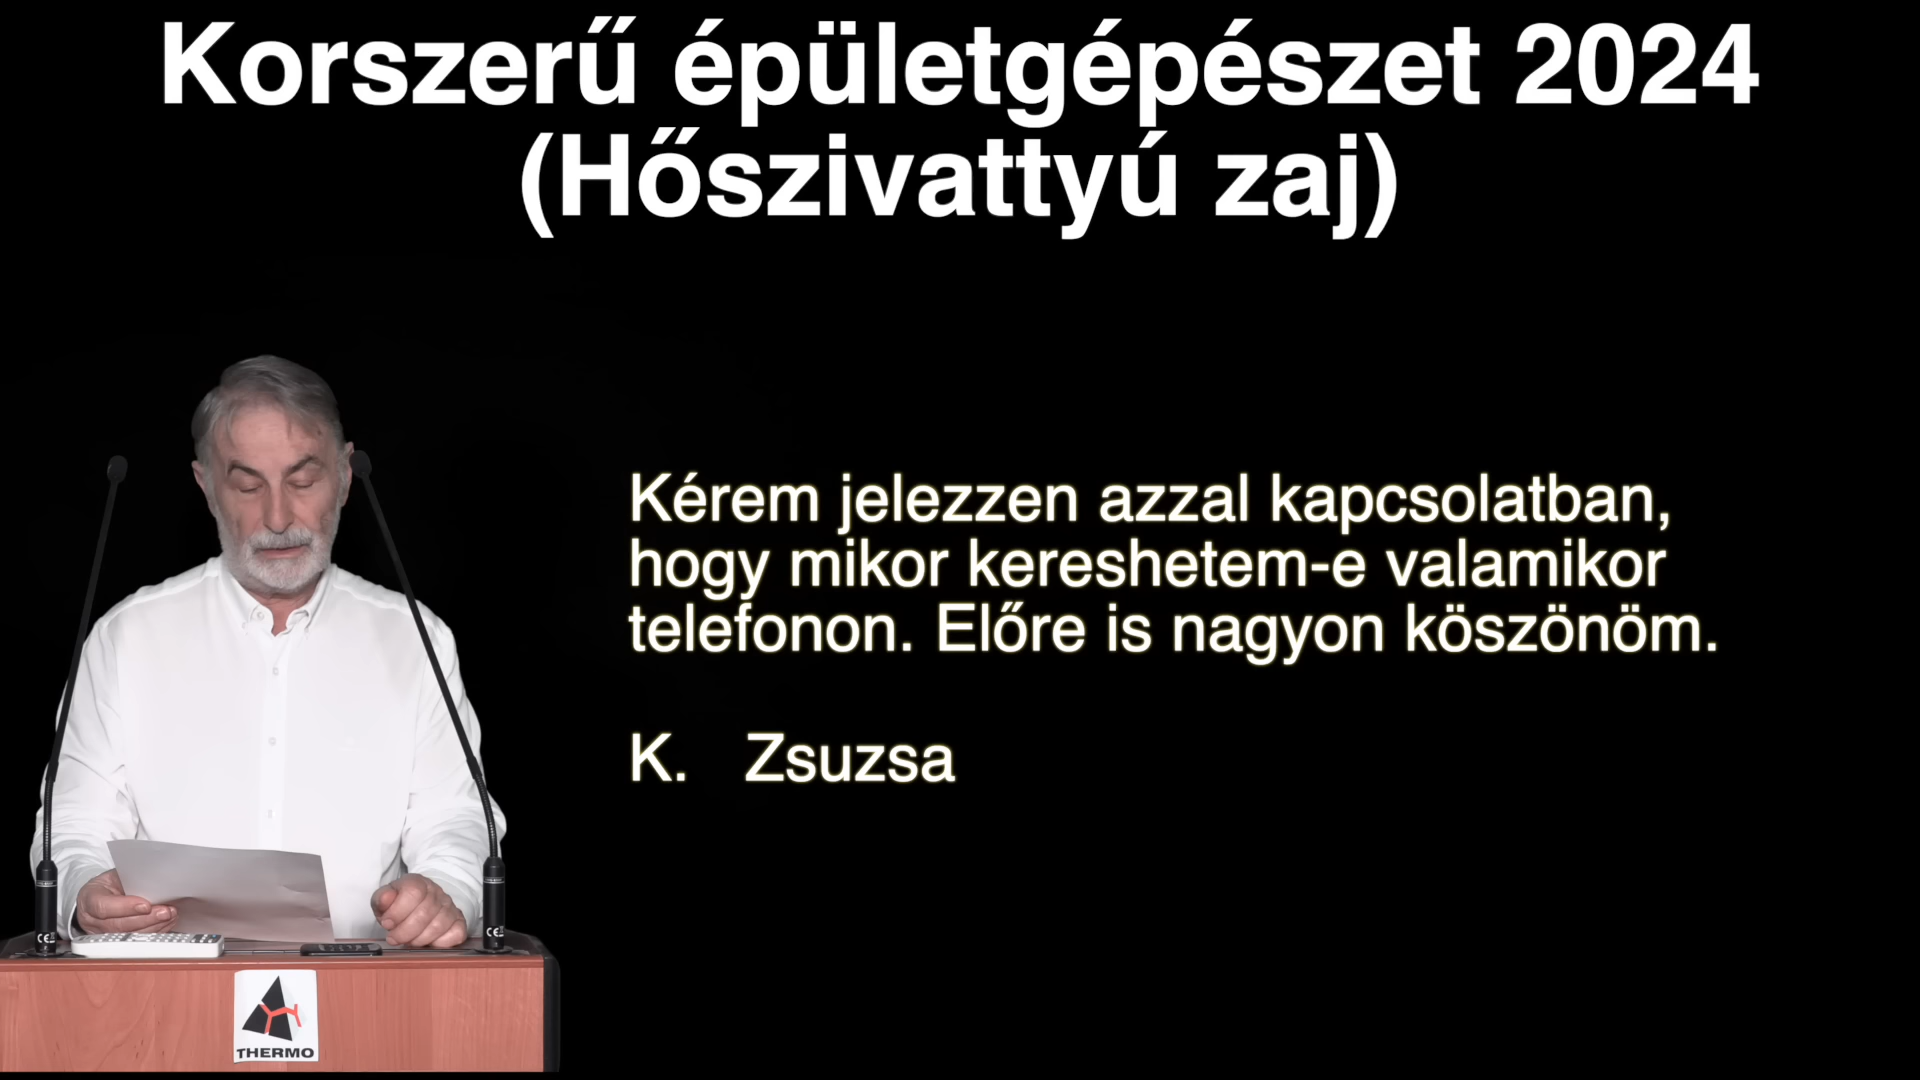 Korszerű épületgépészet 2024
(Hőszivattyú zaj)
Kérem jelezzen azzal kapcsolatban,
hogy mikor kereshetem-e valamikor
telefonon. Előre is nagyon köszönöm.
K. Zsuzsa
THERMO